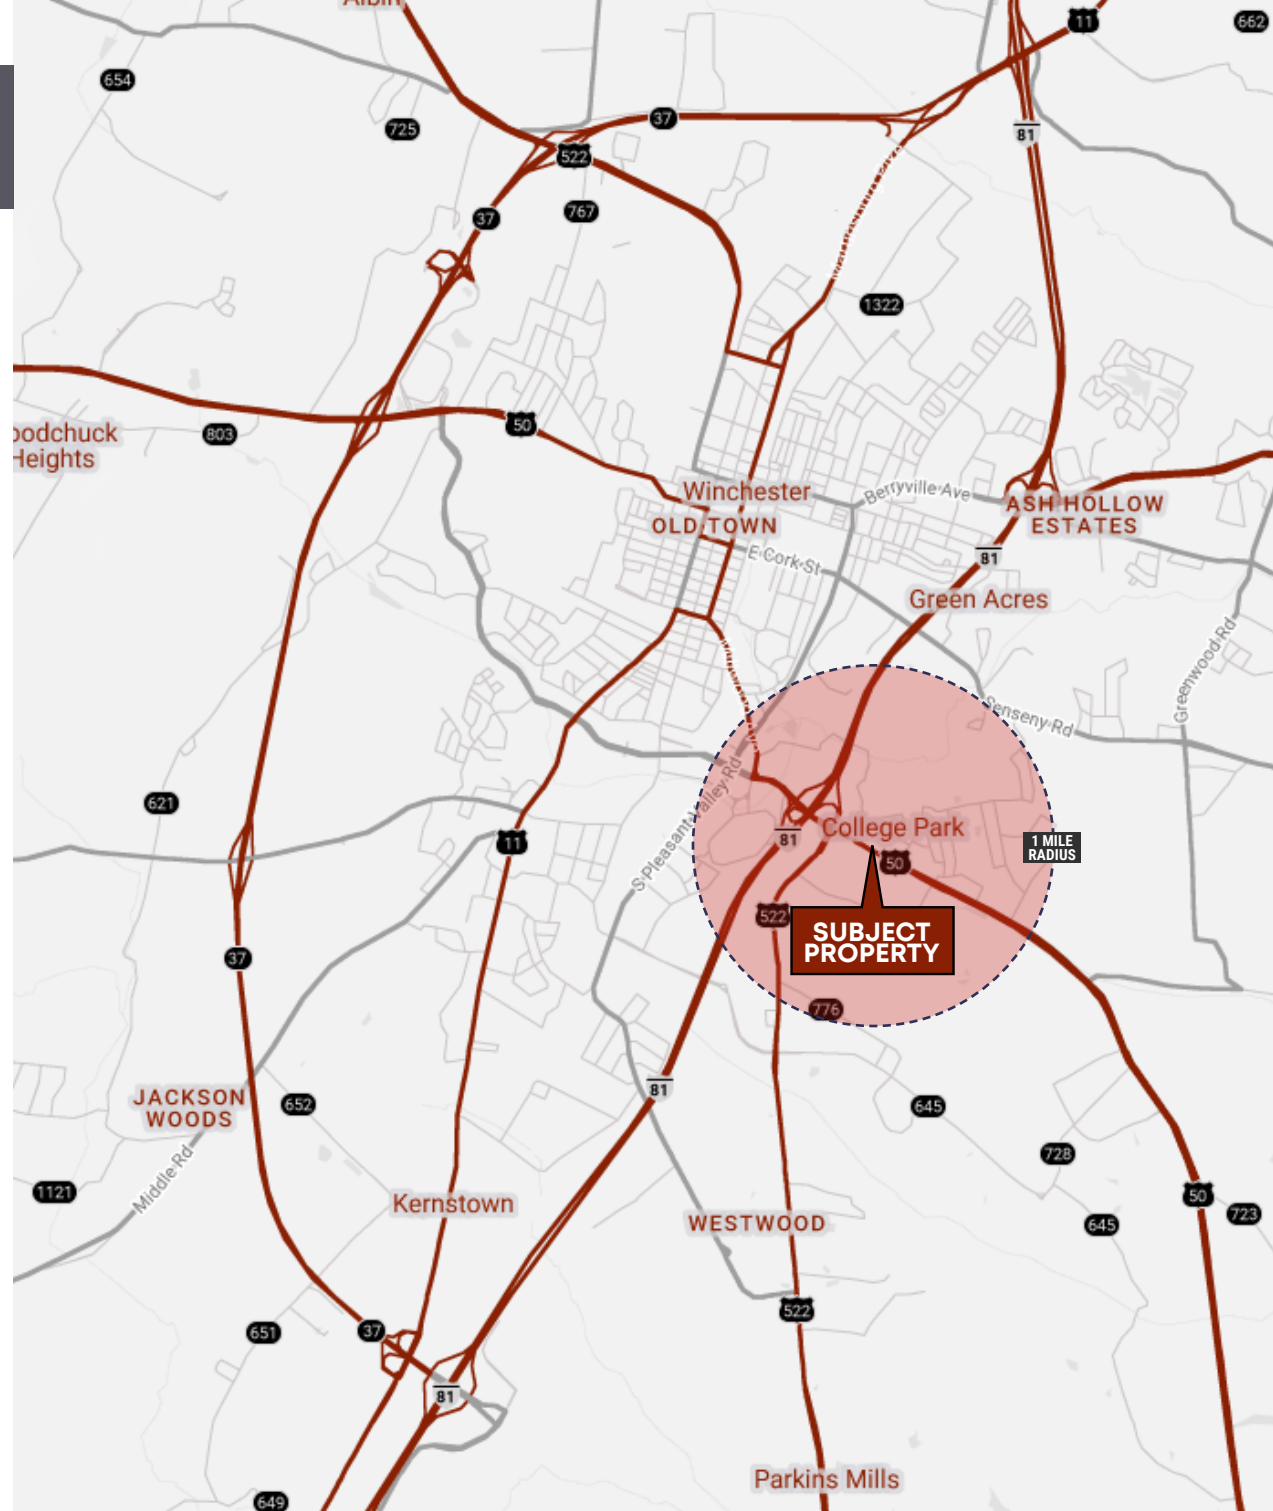 Albin
11
662
654
37
81
725
522
767
37
1322
50
803
Heights
Winchester
Berryville Ave
OLD TOWN
ASH HOLLOW
ESTATES
E Cork St
81
Green Acres
Greenwood Rd
Senseny Rd
S Pleasant Valley Rd
621
11
81
College Park
50
1 MILE
RADIUS
522
SUBJECT
PROPERTY
37
776
81
JACKSON
WOODS
652
645
Middle Rd
728
1121
Kernstown
50
723
WESTWOOD
645
522
651
37
81
Parkins Mills
649